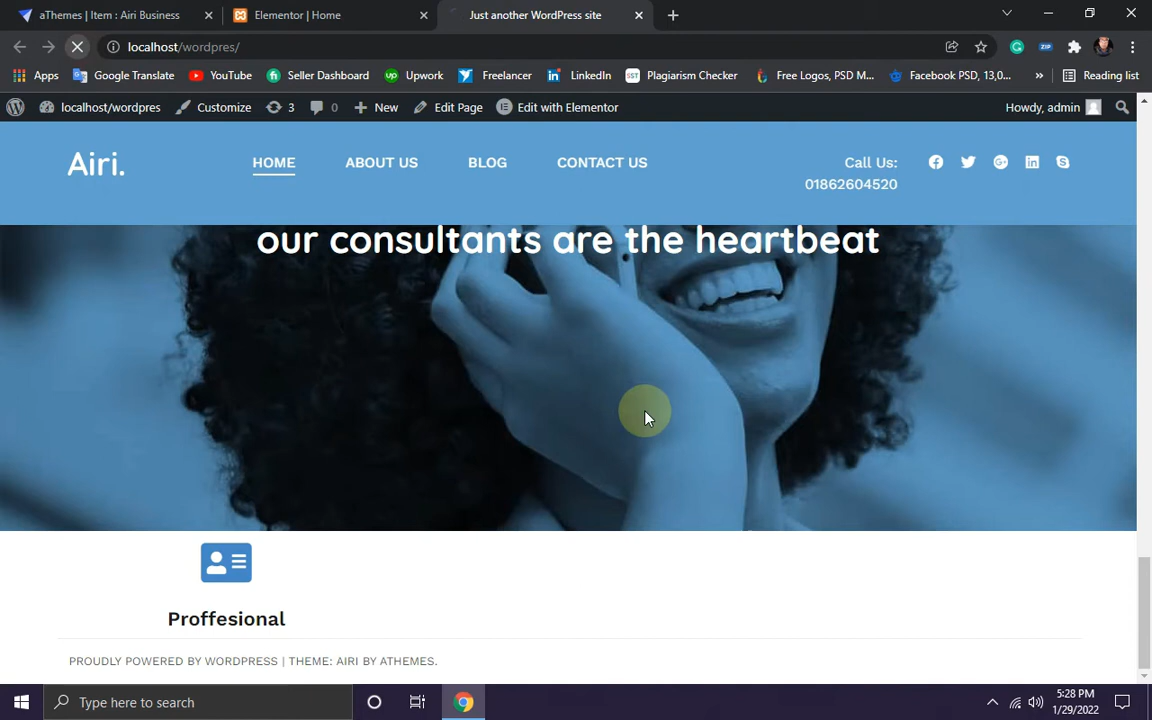 aThemes | Item : Airi Business
Elementor | Home
Just another WordPress site
localhost/wordpres/
Apps
Google Translate
YouTube
Seller Dashboard
Upwork
Freelancer
LinkedIn
Plagiarism Checker
Free Logos, PSD M...
Facebook PSD, 13,0...
»
Reading list
localhost/wordpres
Customize
3
0
New
Edit Page
Edit with Elementor
Howdy, admin
Airi.
HOME
ABOUT US
BLOG
CONTACT US
Call Us:
01862604520
our consultants are the heartbeat
Proffesional
PROUDLY POWERED BY WORDPRESS | THEME: AIRI BY ATHEMES.
Type here to search
5:28 PM
1/29/2022